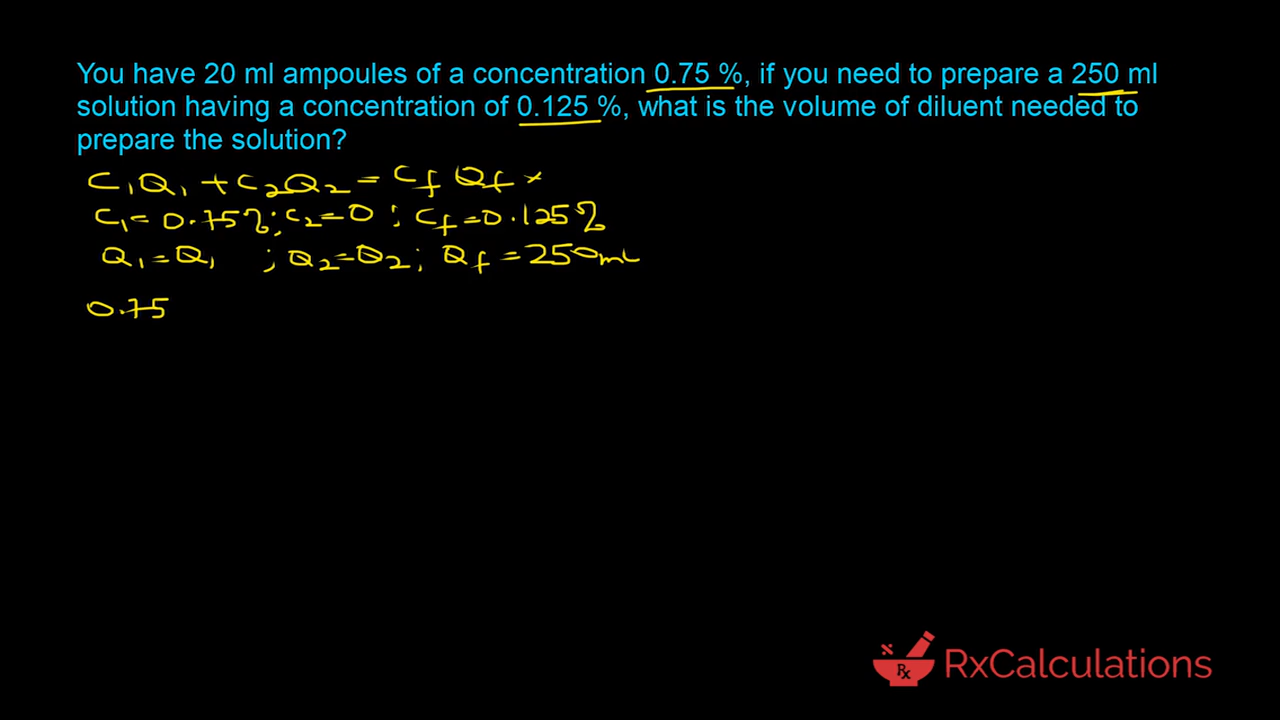 You have 20 ml ampoules of a concentration 0.75 %, if you need to prepare a 250 ml
solution having a concentration of 0.125 %, what is the volume of diluent needed to
prepare the solution?
C₁Q₁ + C₂Q₂ = Cf Qf *
C₁ = 0.75%; C₂ = 0 ; Cf = 0.125%
Q₁ = Q₁ ; Q₂ = Q₂ ; Qf = 250mL
0.75
Rx RxCalculations